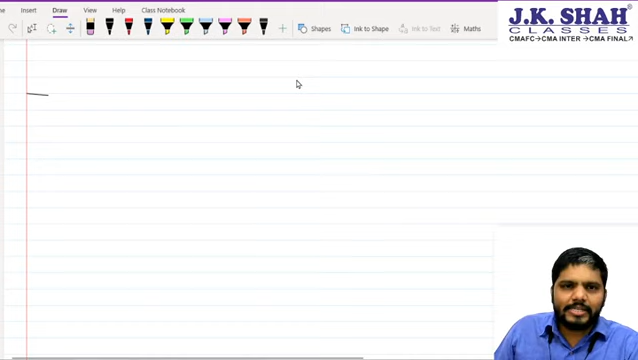 Insert Draw View Help Class Notebook
Shapes Ink to Shape Ink to Text Maths
J.K. SHAH®
CLASSES
CMAFC→CMA INTER →CMA FINAL↗